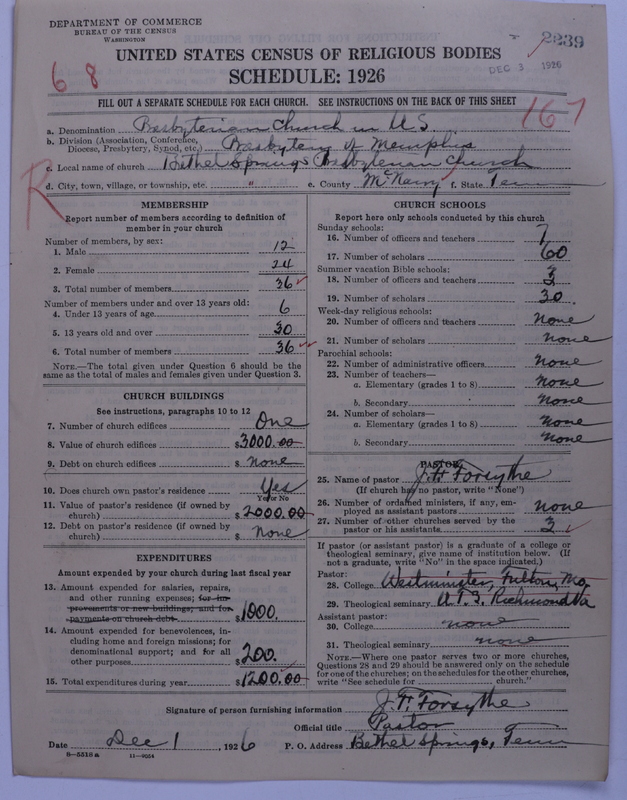 DEPARTMENT OF COMMERCE
BUREAU OF THE CENSUS
WASHINGTON
2239
DEC 3 1926
UNITED STATES CENSUS OF RELIGIOUS BODIES
SCHEDULE: 1926
68
167
R
FILL OUT A SEPARATE SCHEDULE FOR EACH CHURCH. SEE INSTRUCTIONS ON THE BACK OF THIS SHEET
a. Denomination Presbyterian Church in U.S.
b. Division (Association, Conference, Diocese, Presbytery, Synod, etc.) Presbytery of Memphis
c. Local name of church Bethel Springs Presbyterian Church
d. City, town, village, or township, etc. " e. County McNairy f. State Tenn
MEMBERSHIP
Report number of members according to definition of
member in your church
Number of members, by sex:
1. Male 12
2. Female 24
3. Total number of members 36
Number of members under and over 13 years old:
4. Under 13 years of age 6
5. 13 years old and over 30
6. Total number of members 36
NOTE.—The total given under Question 6 should be
same as the total of males and females given under Question 3.
CHURCH BUILDINGS
See instructions, paragraphs 10 to 12
7. Number of church edifices One
8. Value of church edifices $3000.00
9. Debt on church edifices $ none
10. Does church own pastor's residence Yes
Yes or No
11. Value of pastor's residence (if owned by
church) $2000.00
12. Debt on pastor's residence (if owned by
church) $ None
EXPENDITURES
Amount expended by your church during last fiscal year
13. Amount expended for salaries, repairs,
and other running expenses; for im-
provements or new buildings; and for
payments on church debt $1000.
14. Amount expended for benevolences, in-
cluding home and foreign missions; for
denominational support; and for all
other purposes $200.
15. Total expenditures during year $1200.00
CHURCH SCHOOLS
Report here only schools conducted by this church
Sunday schools:
16. Number of officers and teachers 7
17. Number of scholars 60
Summer vacation Bible schools:
18. Number of officers and teachers 3
19. Number of scholars 30.
Week-day religious schools:
20. Number of officers and teachers none
21. Number of scholars none
Parochial schools:
22. Number of administrative officers none
23. Number of teachers—
a. Elementary (grades 1 to 8) none
b. Secondary none
24. Number of scholars—
a. Elementary (grades 1 to 8) none
b. Secondary none
PASTOR
25. Name of pastor J. H. Forsythe
(If church has no pastor, write "None")
26. Number of ordained ministers, if any, em-
ployed as assistant pastors none
27. Number of other churches served by the
pastor or his assistants 3
If pastor (or assistant pastor) is a graduate of a college or
theological seminary, give name of institution below. (If
not a graduate, write "No" in the space indicated.)
Pastor:
28. College Westminster, Fulton, Mo,
29. Theological seminary U.T.S. Richmond Va
Assistant pastor:
30. College none
31. Theological seminary none
NOTE.—Where one pastor serves two or more churches,
Questions 28 and 29 should be answered only on the schedule
for one of the churches; on the schedules for the other churches,
write "See schedule for church."
Signature of person furnishing information J. H. Forsythe
Official title Pastor
Date Dec 1, 1926 P. O. Address Bethel Springs, Tenn
8-5518a 11-9054